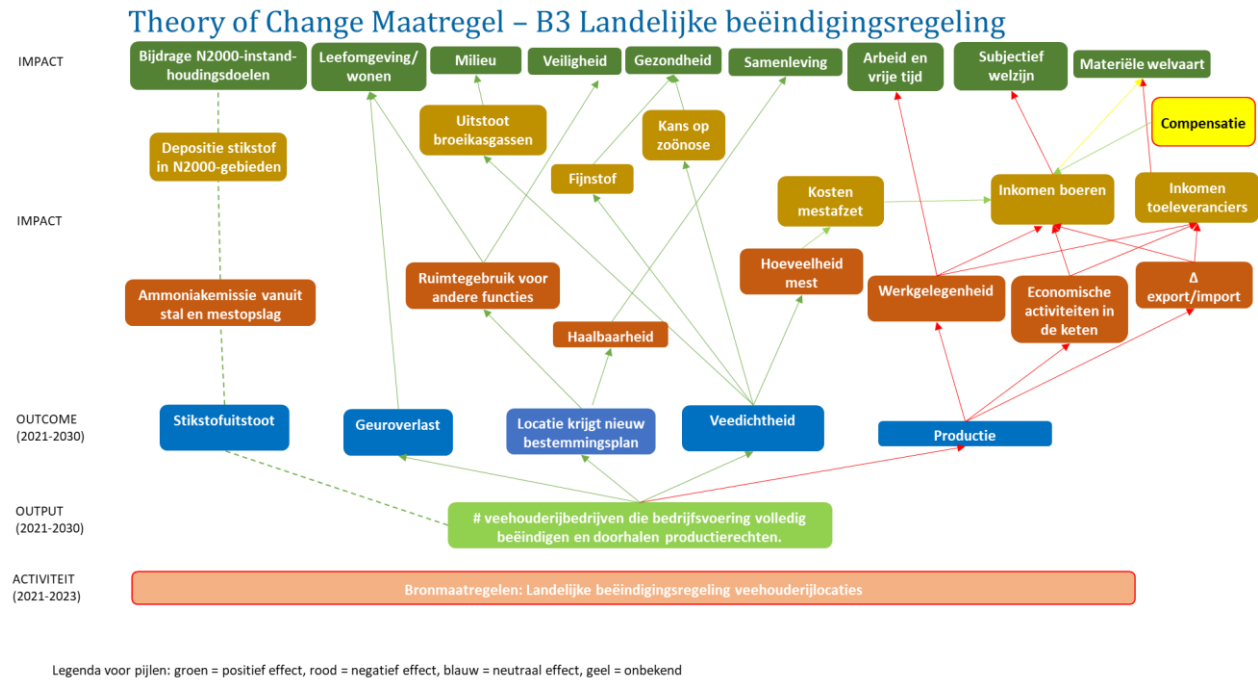 Theory of Change Maatregel – B3 Landelijke beëindigingsregeling
IMPACT
Bijdrage N2000-instand-
houdingsdoelen
Leefomgeving/
wonen
Milieu
Veiligheid
Gezondheid
Samenleving
Arbeid en
vrije tijd
Subjectief
welzijn
Materiële welvaart
Uitstoot
broeikasgassen
Kans op
zoönose
Compensatie
Depositie stikstof
in N2000-gebieden
Fijnstof
Kosten
mestafzet
Inkomen boeren
Inkomen
toeleveranciers
IMPACT
Ruimtegebruik voor
andere functies
Hoeveelheid
mest
Ammoniakemissie vanuit
stal en mestopslag
Werkgelegenheid
Economische
activiteiten in
de keten
Δ
export/import
Haalbaarheid
OUTCOME
(2021-2030)
Stikstofuitstoot
Geuroverlast
Locatie krijgt nieuw
bestemmingsplan
Veedichtheid
Productie
OUTPUT
(2021-2030)
# veehouderijbedrijven die bedrijfsvoering volledig
beëindigen en doorhalen productierechten.
ACTIVITEIT
(2021-2023)
Bronmaatregelen: Landelijke beëindigingsregeling veehouderijlocaties
Legenda voor pijlen: groen = positief effect, rood = negatief effect, blauw = neutraal effect, geel = onbekend